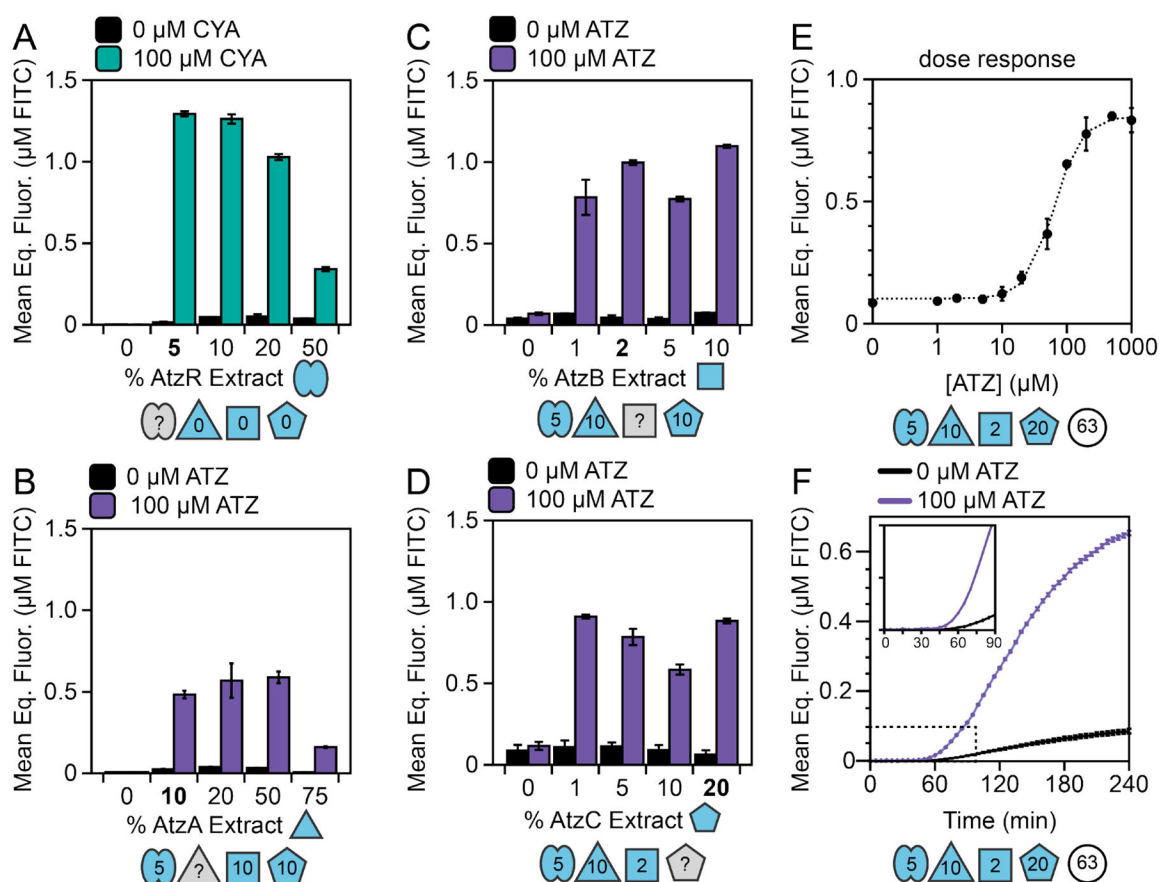 A
0 µM CYA
100 µM CYA
Mean Eq. Fluor. (µM FITC)
1.5
1.0
0.5
0
0 5 10 20 50
% AtzR Extract
? 0 0 0
B
0 µM ATZ
100 µM ATZ
Mean Eq. Fluor. (µM FITC)
1.5
1.0
0.5
0
0 10 20 50 75
% AtzA Extract
5 ? 10 10
C
0 µM ATZ
100 µM ATZ
Mean Eq. Fluor. (µM FITC)
1.5
1.0
0.5
0
0 1 2 5 10
% AtzB Extract
5 10 ? 10
D
0 µM ATZ
100 µM ATZ
Mean Eq. Fluor. (µM FITC)
1.5
1.0
0.5
0
0 1 5 10 20
% AtzC Extract
5 10 2 ?
E
dose response
Mean Eq. Fluor. (µM FITC)
1.0
0.5
0
0 1 10 100 1000
[ATZ] (µM)
5 10 2 20 63
F
0 µM ATZ
100 µM ATZ
Mean Eq. Fluor. (µM FITC)
0.6
0.4
0.2
0
0 15 30 45 60 75 90
0 60 120 180 240
Time (min)
5 10 2 20 63